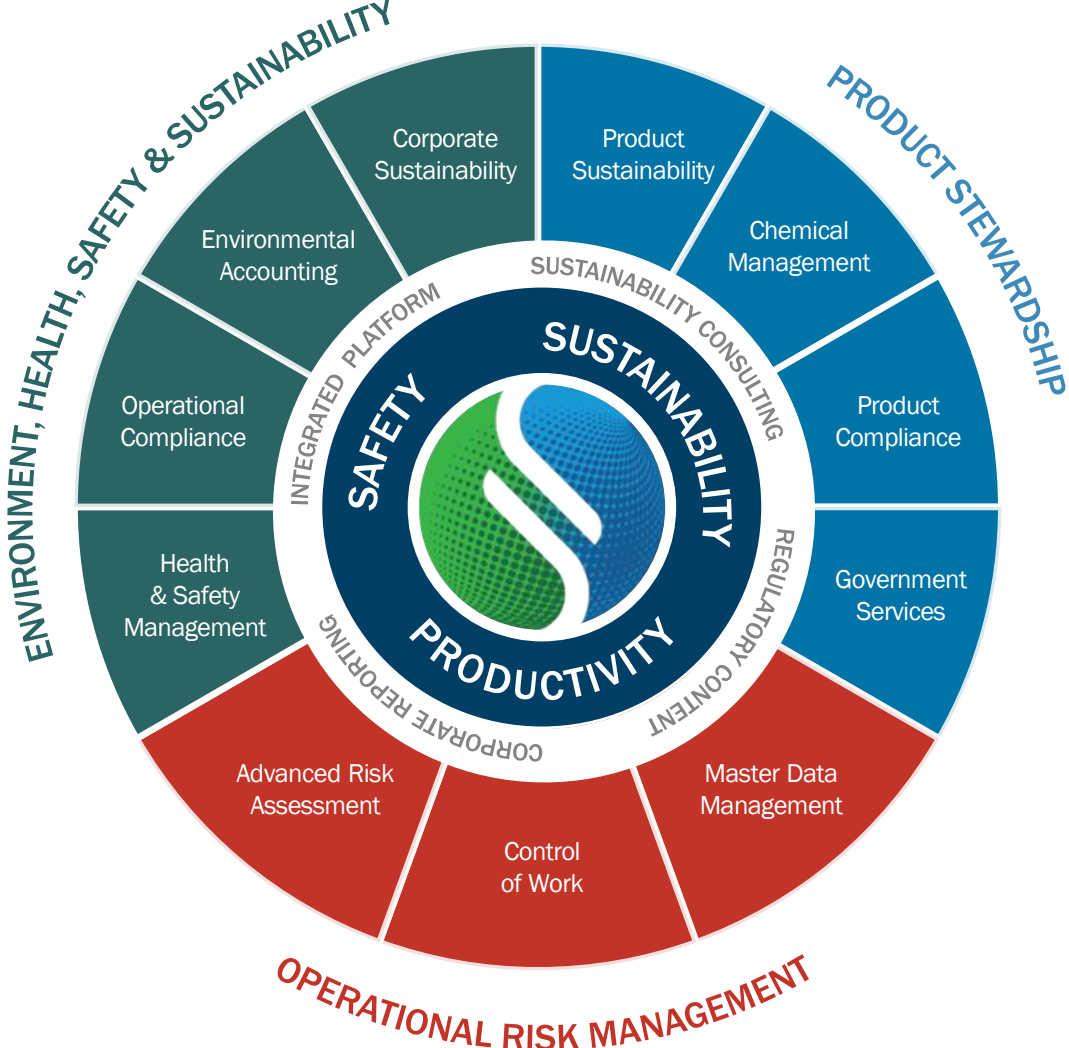 ENVIRONMENT, HEALTH, SAFETY & SUSTAINABILITY
PRODUCT STEWARDSHIP
OPERATIONAL RISK MANAGEMENT
Corporate
Sustainability
Product
Sustainability
Chemical
Management
Product
Compliance
Government
Services
Master Data
Management
Control
of Work
Advanced Risk
Assessment
Health
& Safety
Management
Operational
Compliance
Environmental
Accounting
INTEGRATED PLATFORM
SUSTAINABILITY CONSULTING
REGULATORY CONTENT
CORPORATE REPORTING
SAFETY
SUSTAINABILITY
PRODUCTIVITY